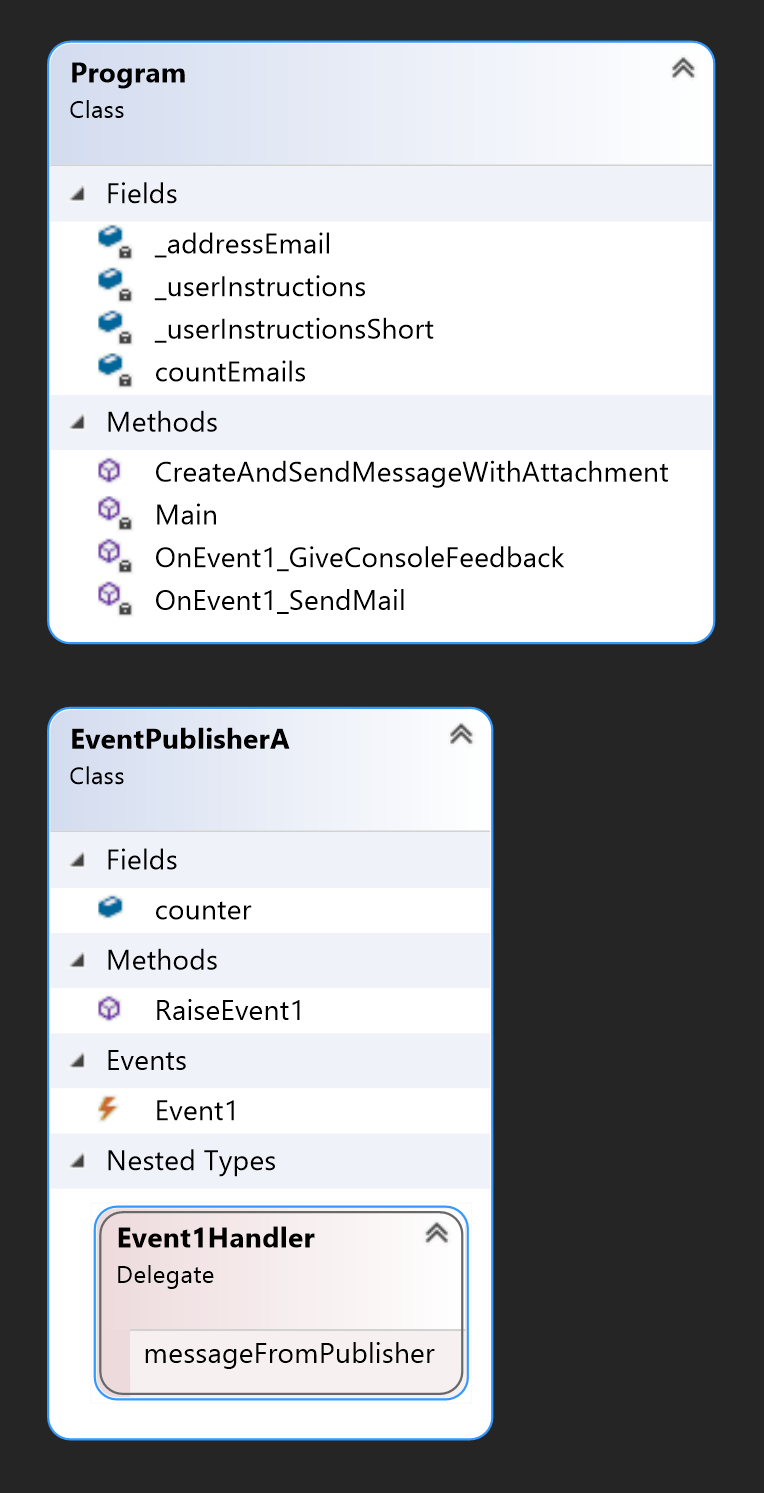 Program
Class
Fields
_addressEmail
_userInstructions
_userInstructionsShort
countEmails
Methods
CreateAndSendMessageWithAttachment
Main
OnEvent1_GiveConsoleFeedback
OnEvent1_SendMail
EventPublisherA
Class
Fields
counter
Methods
RaiseEvent1
Events
Event1
Nested Types
Event1Handler
Delegate
messageFromPublisher